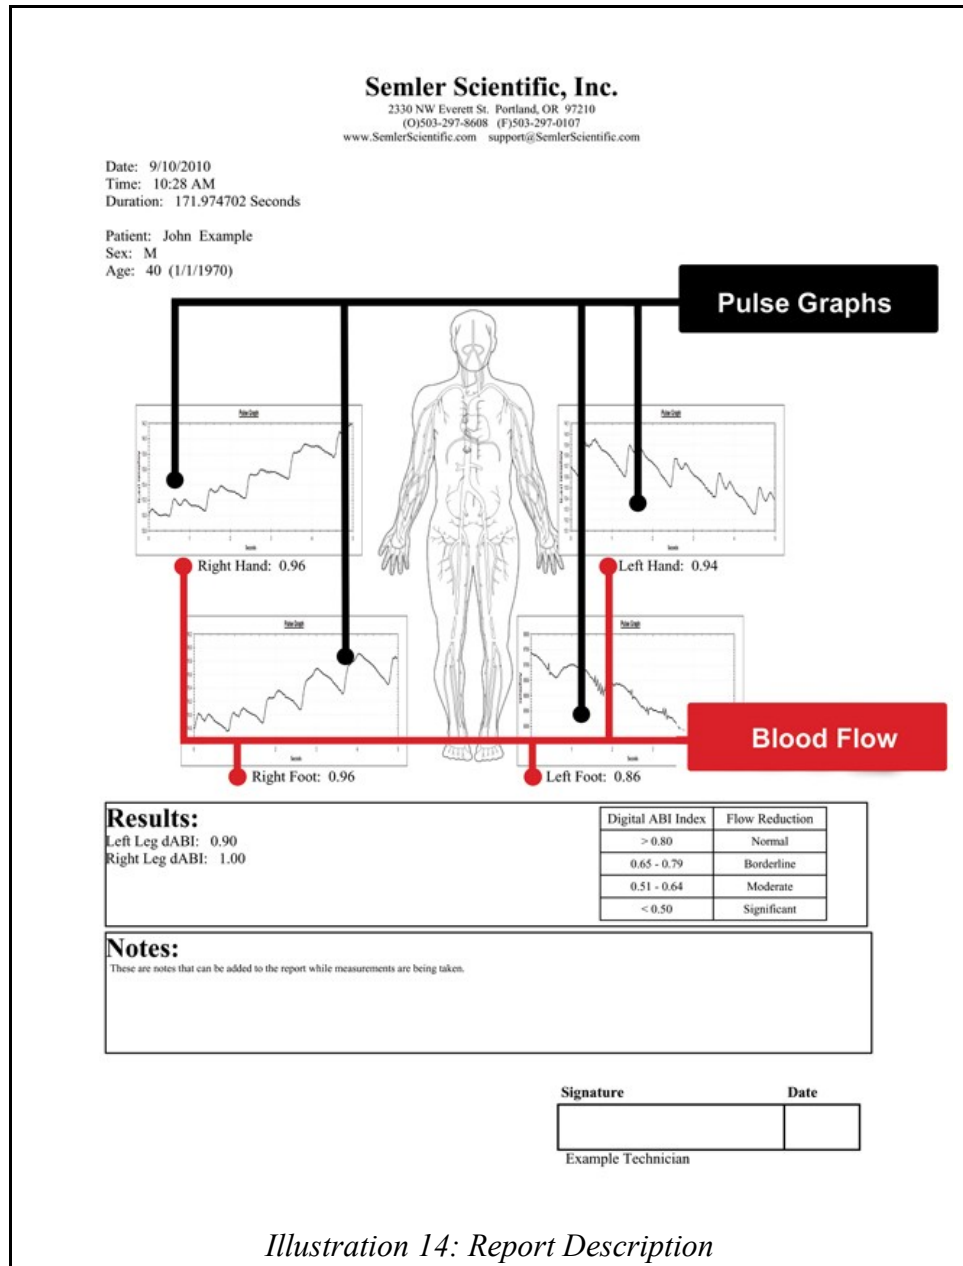 Semler Scientific, Inc.
2330 NW Everett St. Portland, OR 97210
(O)503-297-8608 (F)503-297-0107
www.SemlerScientific.com support@SemlerScientific.com
Date: 9/10/2010
Time: 10:28 AM
Duration: 171.974702 Seconds
Patient: John Example
Sex: M
Age: 40 (1/1/1970)
Pulse Graphs
Pulse Graph
Pulse Graph
Seconds
Seconds
Right Hand: 0.96
Left Hand: 0.94
Pulse Graph
Pulse Graph
Seconds
Seconds
Blood Flow
Right Foot: 0.96
Left Foot: 0.86
Results:
Left Leg dABI: 0.90
Right Leg dABI: 1.00
Digital ABI Index Flow Reduction
> 0.80 Normal
0.65 - 0.79 Borderline
0.51 - 0.64 Moderate
< 0.50 Significant
Notes:
These are notes that can be added to the report while measurements are being taken.
Signature Date
Example Technician
Illustration 14: Report Description